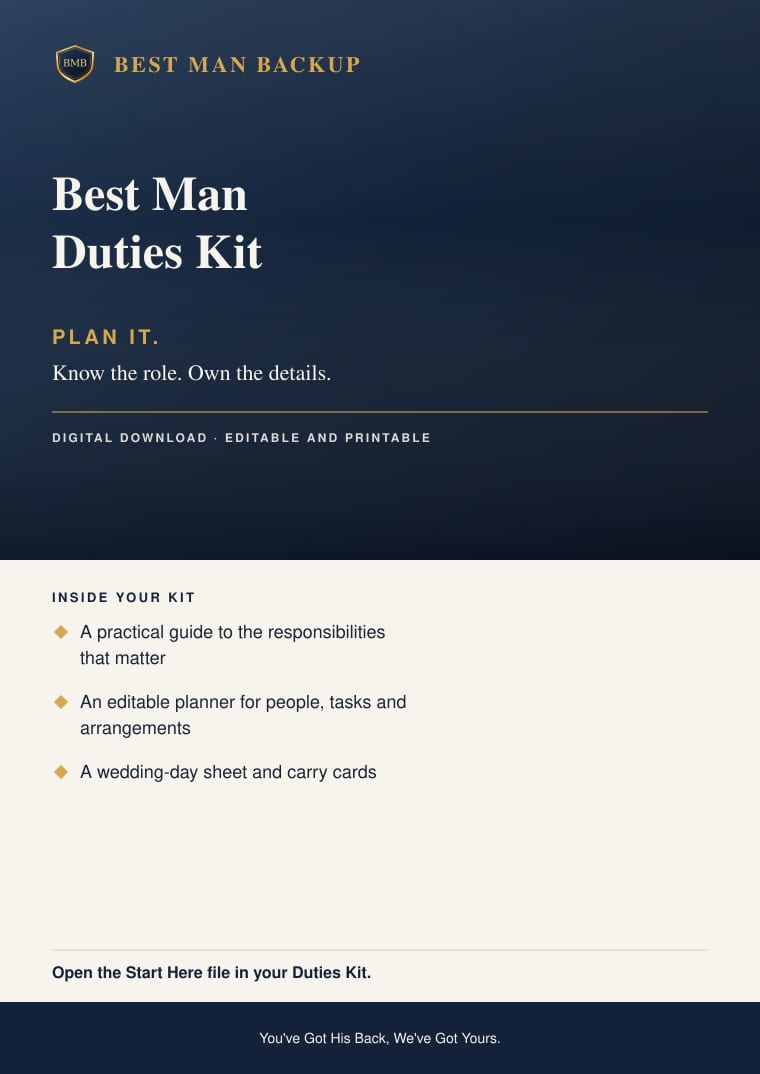 BMB
BEST MAN BACKUP
Best Man
Duties Kit
PLAN IT.
Know the role. Own the details.
DIGITAL DOWNLOAD · EDITABLE AND PRINTABLE
INSIDE YOUR KIT
A practical guide to the responsibilities
that matter
An editable planner for people, tasks and
arrangements
A wedding-day sheet and carry cards
Open the Start Here file in your Duties Kit.
You've Got His Back, We've Got Yours.